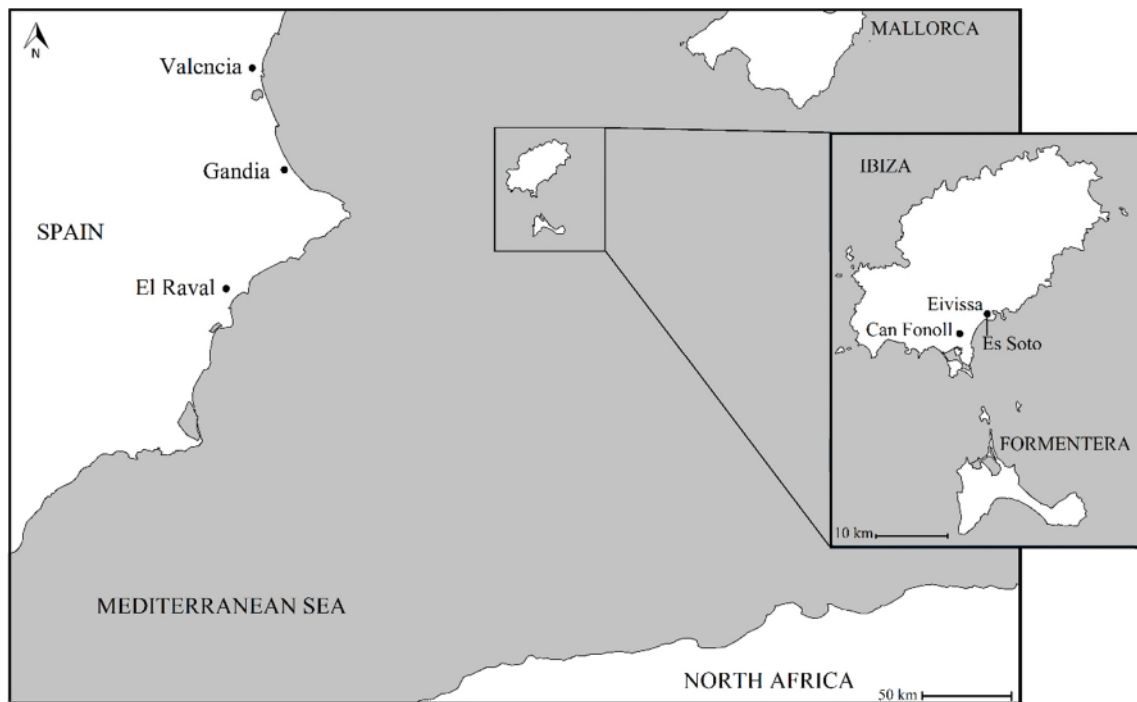 N
MALLORCA
Valencia
Gandia
IBIZA
SPAIN
El Raval
Eivissa
Can Fonoll
Es Soto
FORMENTERA
10 km
MEDITERRANEAN SEA
NORTH AFRICA
50 km